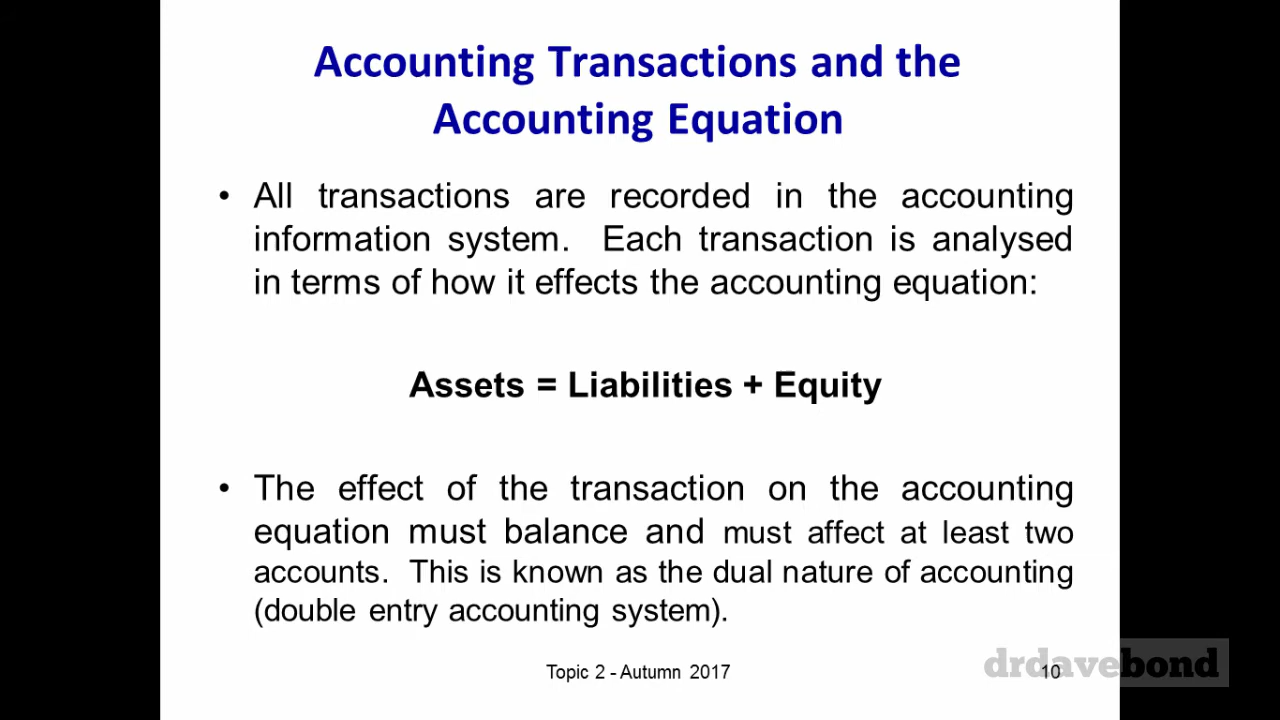 Accounting Transactions and the
Accounting Equation
• All transactions are recorded in the accounting
information system. Each transaction is analysed
in terms of how it effects the accounting equation:
Assets = Liabilities + Equity
• The effect of the transaction on the accounting
equation must balance and must affect at least two
accounts. This is known as the dual nature of accounting
(double entry accounting system).
Topic 2 - Autumn 2017
10
drdavebond